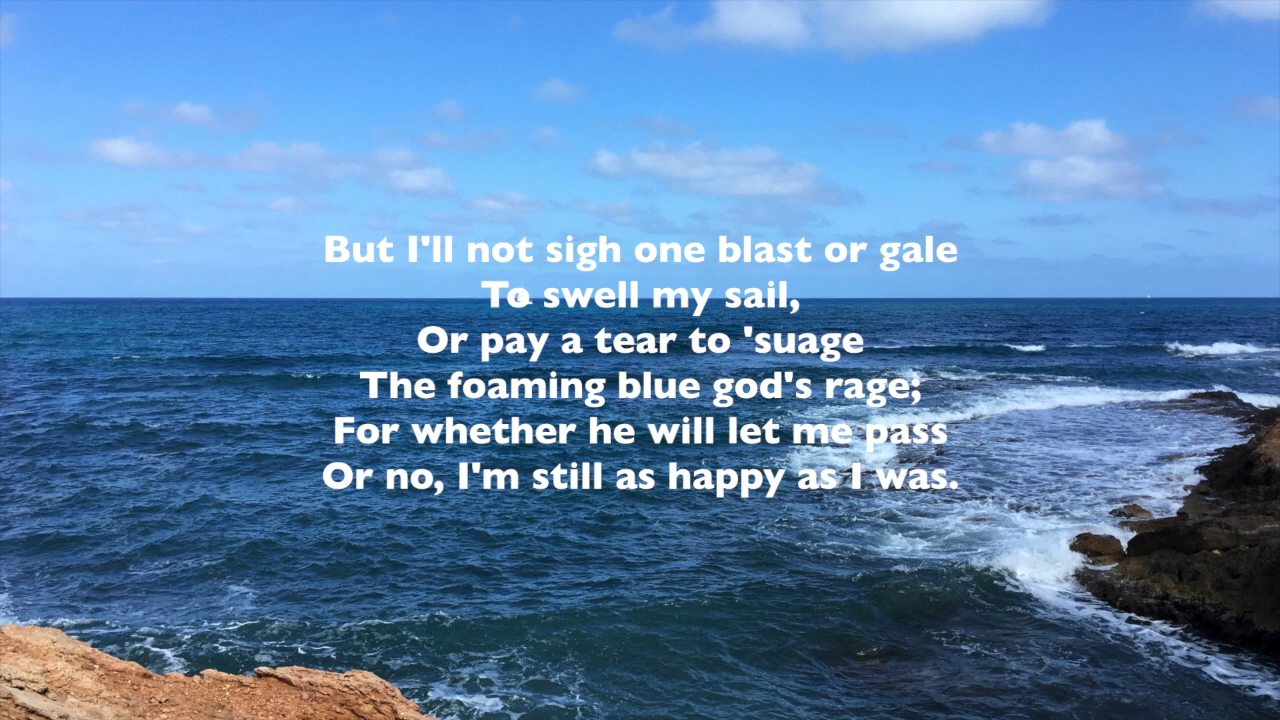 But I'll not sigh one blast or gale
To swell my sail,
Or pay a tear to 'suage
The foaming blue god's rage;
For whether he will let me pass
Or no, I'm still as happy as I was.